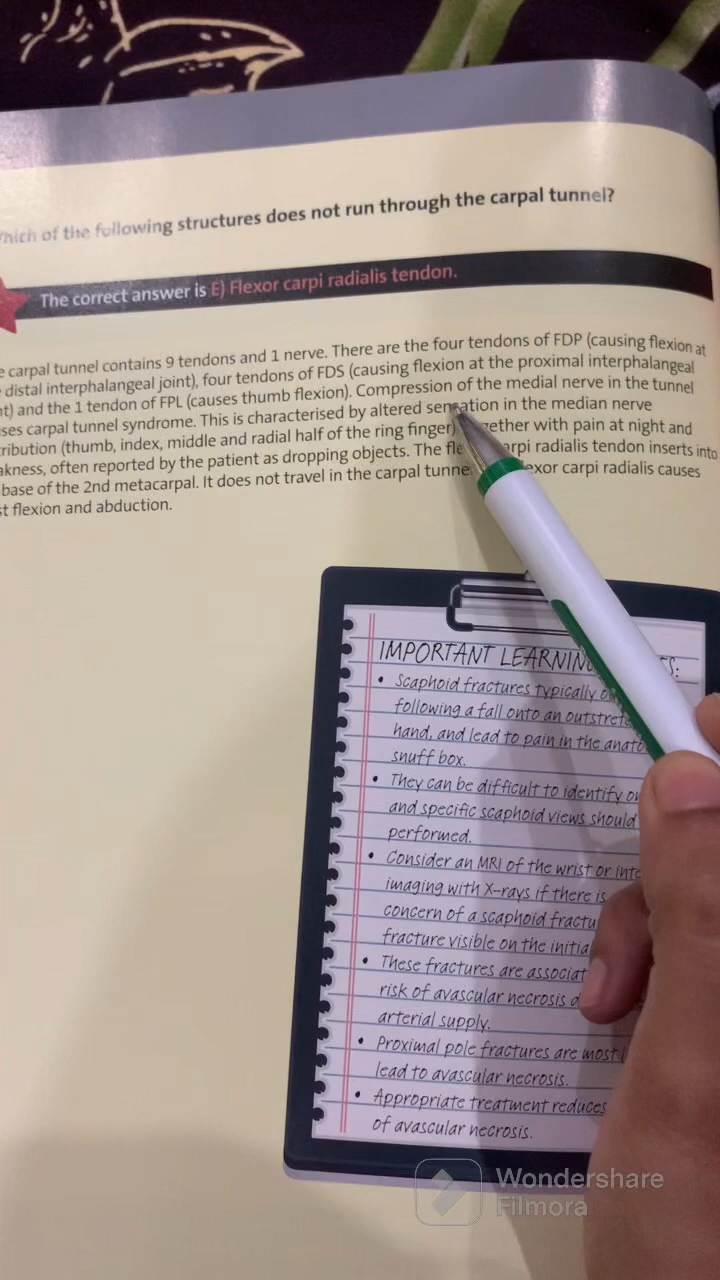 hich of the following structures does not run through the carpal tunnel?
The correct answer is E) Flexor carpi radialis tendon.
e carpal tunnel contains 9 tendons and 1 nerve. There are the four tendons of FDP (causing flexion at
distal interphalangeal joint), four tendons of FDS (causing flexion at the proximal interphalangeal
nt) and the 1 tendon of FPL (causes thumb flexion). Compression of the medial nerve in the tunnel
ses carpal tunnel syndrome. This is characterised by altered sensation in the median nerve
tribution (thumb, index, middle and radial half of the ring finger) gether with pain at night and
akness, often reported by the patient as dropping objects. The fle arpi radialis tendon inserts into
base of the 2nd metacarpal. It does not travel in the carpal tunne exor carpi radialis causes
st flexion and abduction.
IMPORTANT LEARNING S:
• Scaphoid fractures typically o
following a fall onto an outstret
hand, and lead to pain in the anato
snuff box.
• They can be difficult to identify on
and specific scaphoid views should
performed.
• Consider an MRI of the wrist or inte
imaging with X-rays if there is
concern of a scaphoid fractu
fracture visible on the initia
• These fractures are associat
risk of avascular necrosis d
arterial supply.
• Proximal pole fractures are most l
lead to avascular necrosis.
• Appropriate treatment reduces
of avascular necrosis.
Wondershare
Filmora